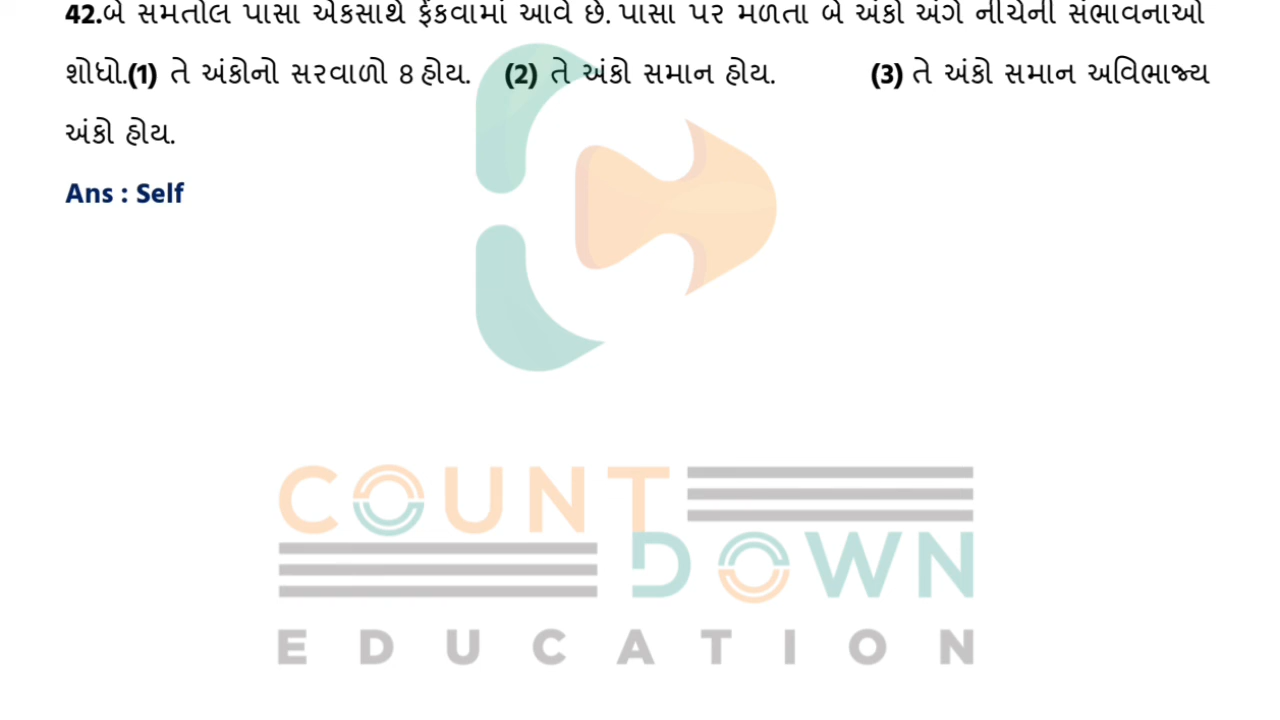 42.બે સમતોલ પાસા એકસાથે ફેંકવામાં આવે છે. પાસા પર મળતા બે અંકો અંગે નીચેની સંભાવનાઓ
શોધો.(1) તે અંકોનો સરવાળો 8 હોય. (2) તે અંકો સમાન હોય. (3) તે અંકો સમાન અવિભાજ્ય
અંકો હોય.
Ans : Self
COUNT
DOWN
EDUCATION